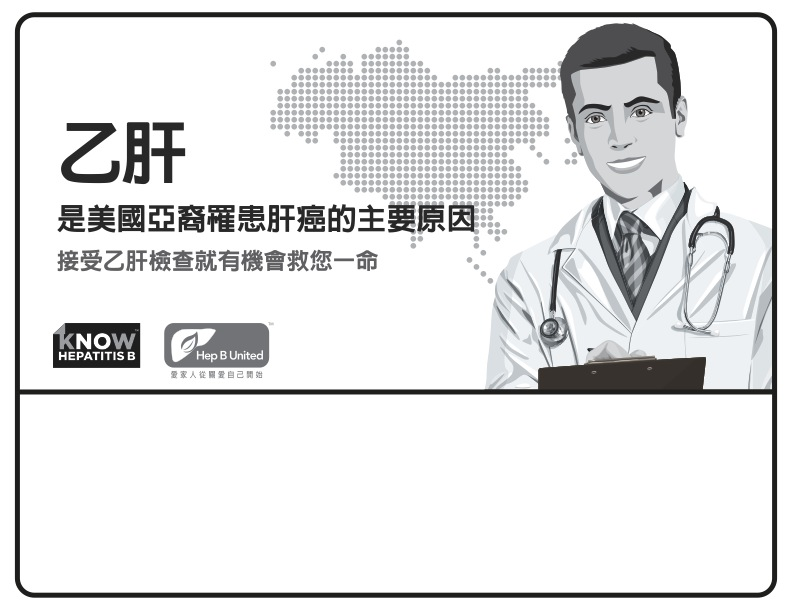 乙肝
是美國亞裔罹患肝癌的主要原因
接受乙肝檢查就有機會救您一命
KNOW™
HEPATITIS B
Hep B United™
愛家人從關愛自己開始